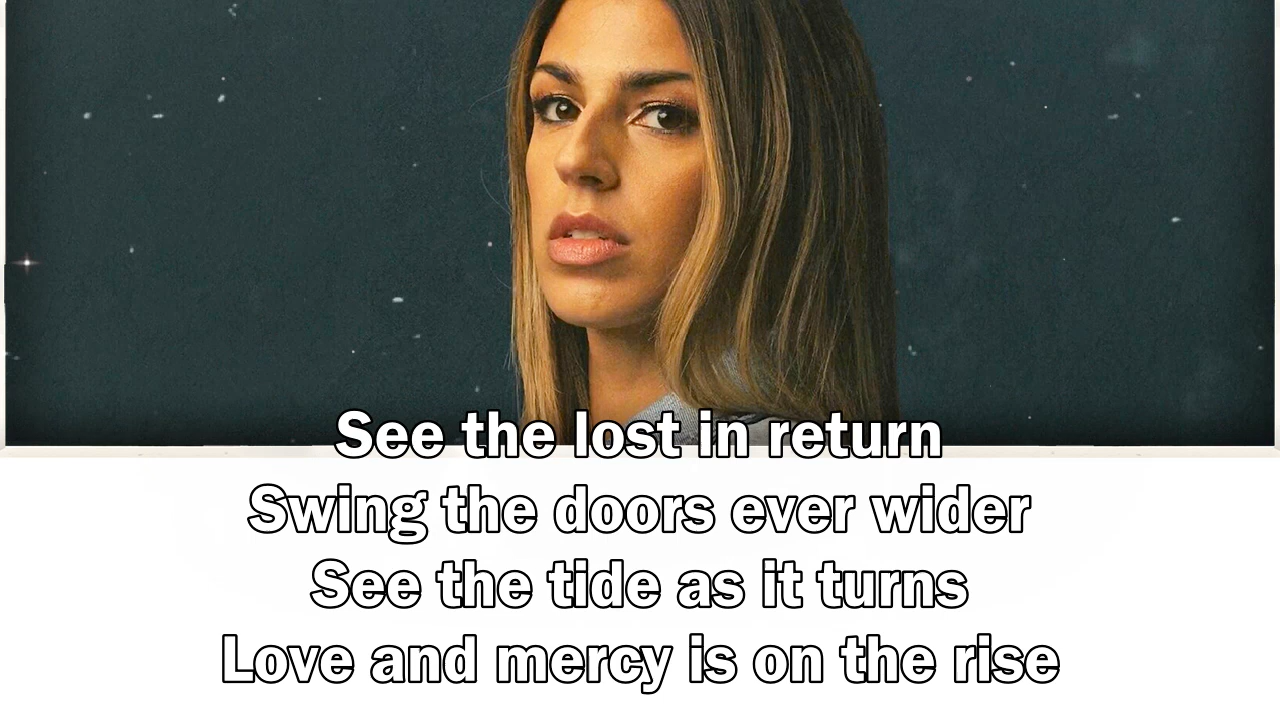 See the lost in return
Swing the doors ever wider
See the tide as it turns
Love and mercy is on the rise